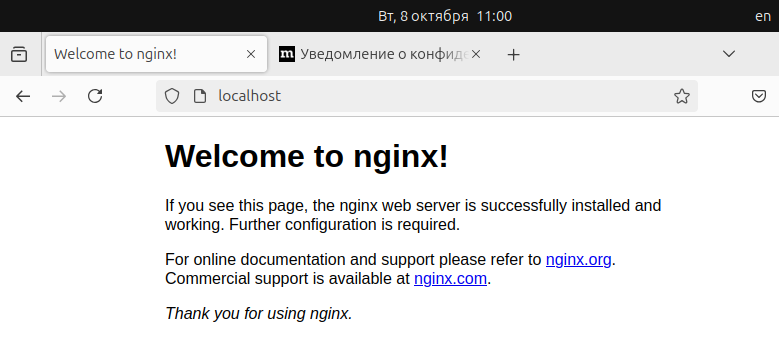 Вт, 8 октября 11:00
en
Welcome to nginx!
m Уведомление о конфиде
localhost
Welcome to nginx!
If you see this page, the nginx web server is successfully installed and
working. Further configuration is required.
For online documentation and support please refer to nginx.org.
Commercial support is available at nginx.com.
Thank you for using nginx.